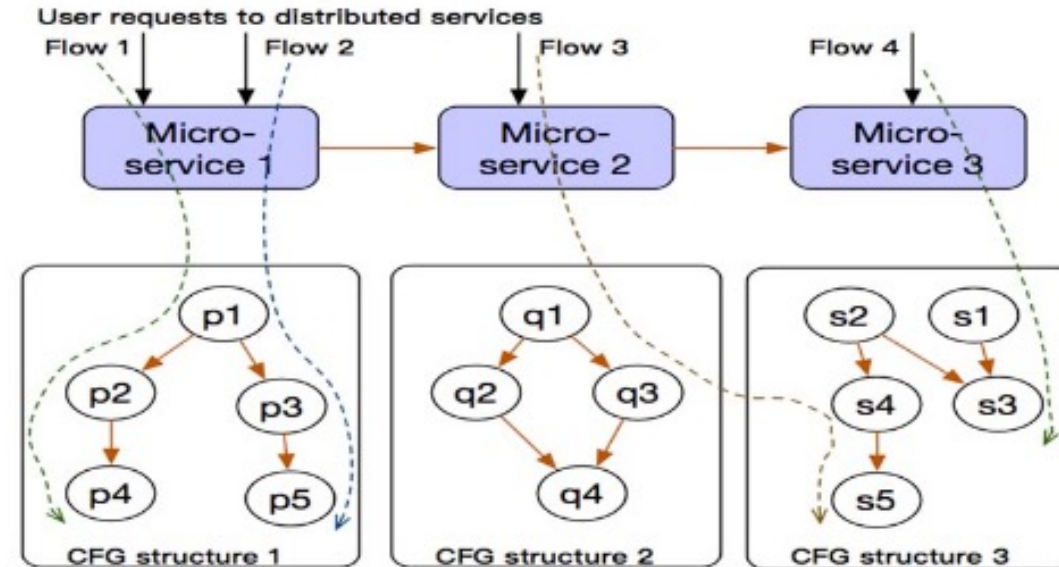 User requests to distributed services
Flow 1
Flow 2
Flow 3
Flow 4
Micro-
service 1
Micro-
service 2
Micro-
service 3
p1
p2
p3
p4
p5
CFG structure 1
q1
q2
q3
q4
CFG structure 2
s2
s1
s4
s3
s5
CFG structure 3